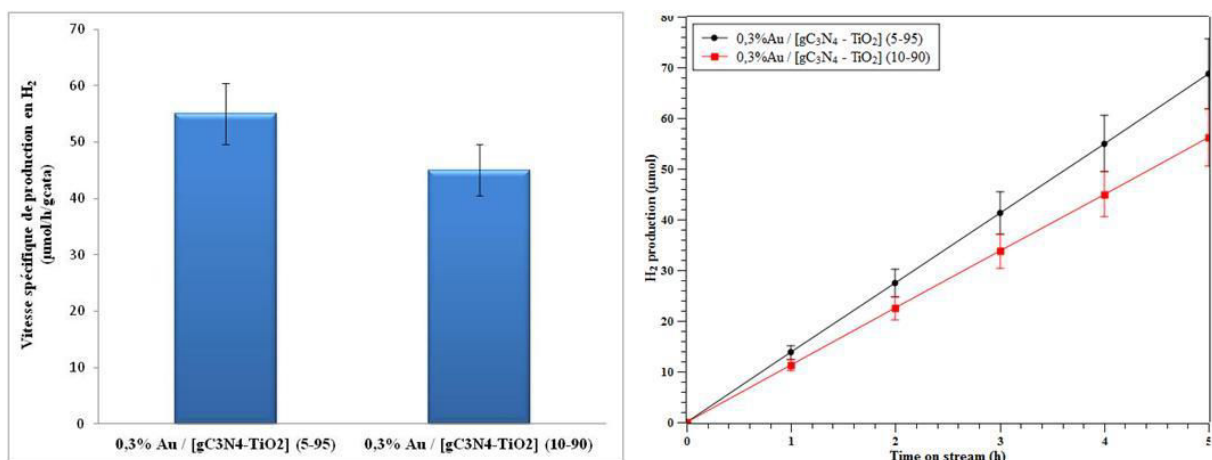 70
60
50
40
30
20
10
0
Vitesse spécifique de production en H₂
(µmol/h/gcata)
0,3% Au / [gC3N4-TiO2] (5-95)
0,3% Au / [gC3N4-TiO2] (10-90)
80
70
60
50
40
30
20
10
0
H₂ production (µmol)
0,3%Au / [gC₃N₄ - TiO₂] (5-95)
0,3%Au / [gC₃N₄ - TiO₂] (10-90)
0
1
2
3
4
5
Time on stream (h)